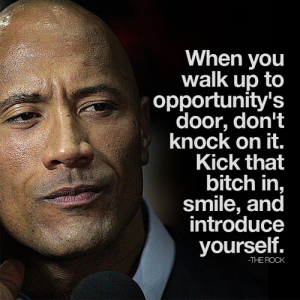 When you
walk up to
opportunity's
door, don't
knock on it.
Kick that
bitch in,
smile, and
introduce
yourself.
-THE ROCK